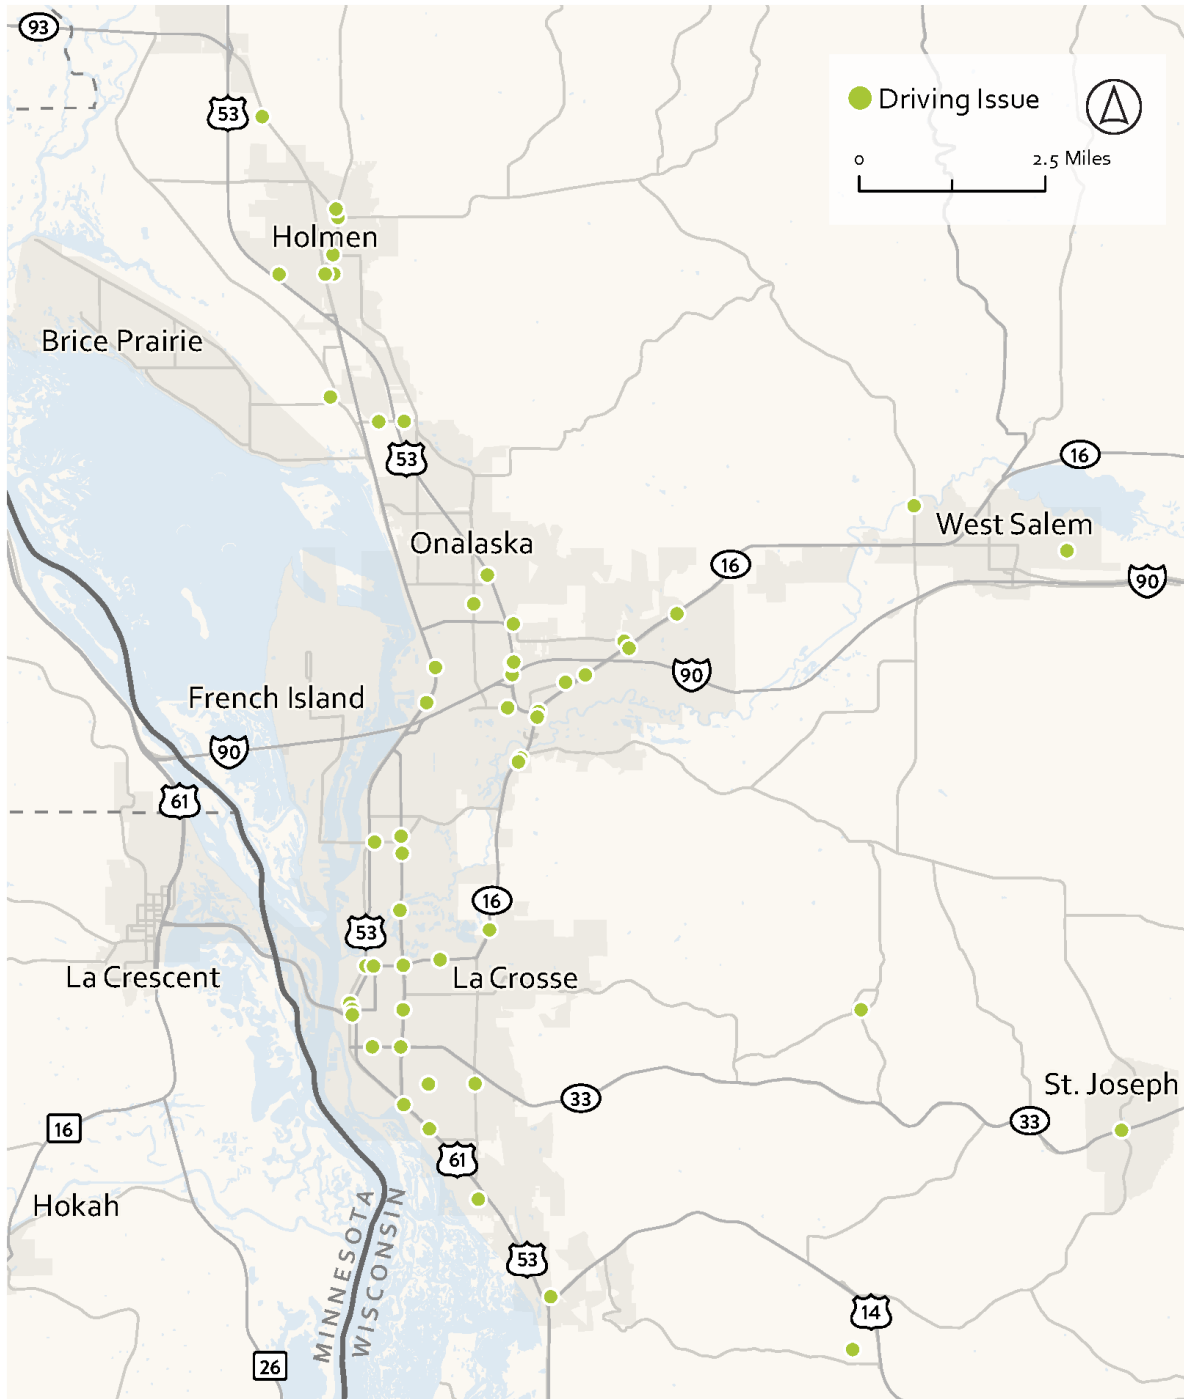 93
53
Driving Issue
0 2.5 Miles
Holmen
Brice Prairie
53
16
West Salem
Onalaska
16
90
90
French Island
90
61
16
53
La Crescent
La Crosse
St. Joseph
33
33
16
61
Hokah
MINNESOTA
WISCONSIN
53
14
26